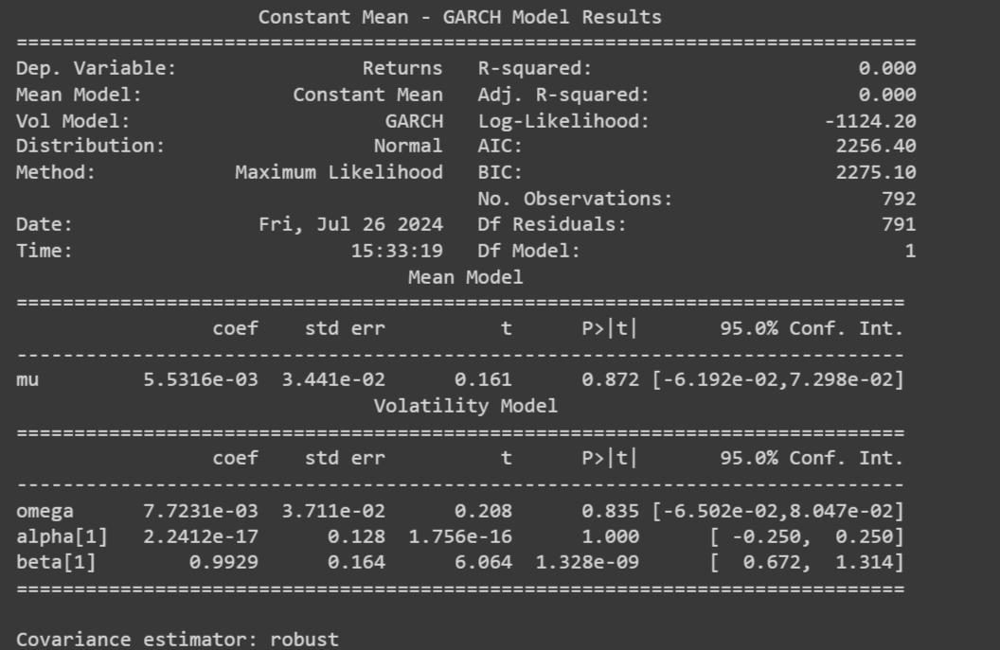 Constant Mean - GARCH Model Results
==============================================================================
Dep. Variable:                Returns   R-squared:                       0.000
Mean Model:             Constant Mean   Adj. R-squared:                  0.000
Vol Model:                      GARCH   Log-Likelihood:               -1124.20
Distribution:                  Normal   AIC:                           2256.40
Method:            Maximum Likelihood   BIC:                           2275.10
                                        No. Observations:                  792
Date:                Fri, Jul 26 2024   Df Residuals:                      791
Time:                        15:33:19   Df Model:                            1
                                  Mean Model
=============================================================================
                 coef    std err          t      P>|t|       95.0% Conf. Int.
-----------------------------------------------------------------------------
mu         5.5316e-03  3.441e-02      0.161      0.872 [-6.192e-02,7.298e-02]
                               Volatility Model
=============================================================================
                 coef    std err          t      P>|t|       95.0% Conf. Int.
-----------------------------------------------------------------------------
omega      7.7231e-03  3.711e-02      0.208      0.835 [-6.502e-02,8.047e-02]
alpha[1]   2.2412e-17      0.128  1.756e-16      1.000      [ -0.250,  0.250]
beta[1]        0.9929      0.164      6.064  1.328e-09      [  0.672,  1.314]
=============================================================================

Covariance estimator: robust